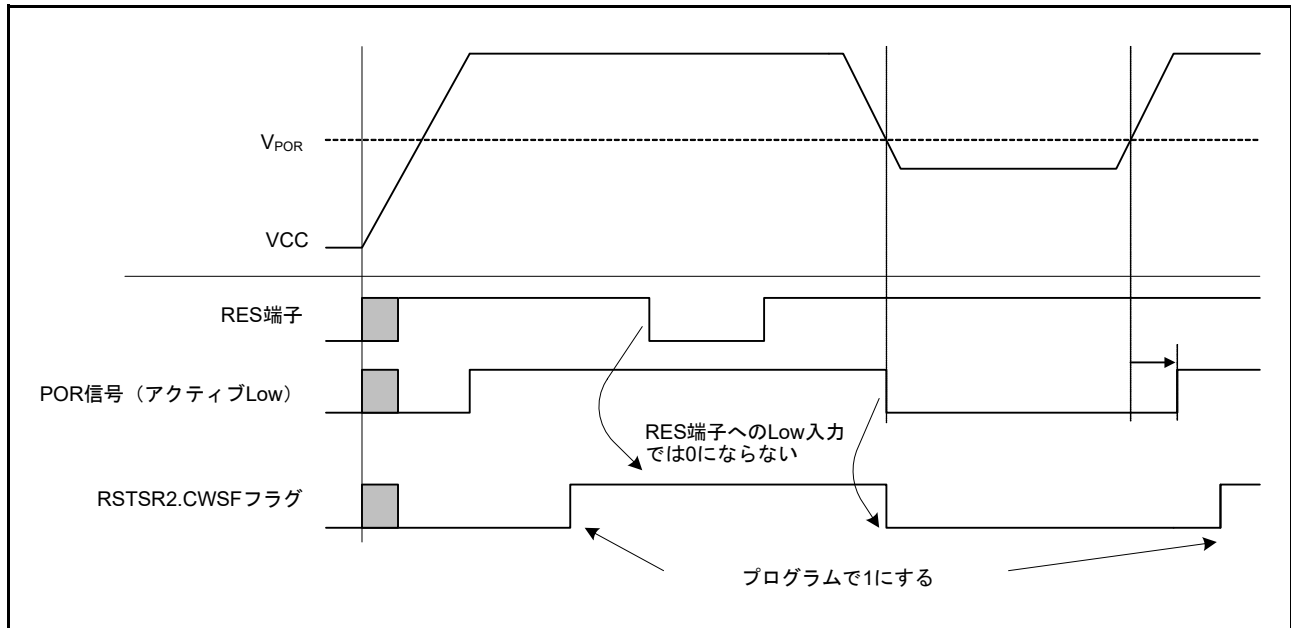 VPOR
VCC
RES端子
POR信号（アクティブLow）
RES端子へのLow入力
では0にならない
RSTSR2.CWSFフラグ
プログラムで1にする